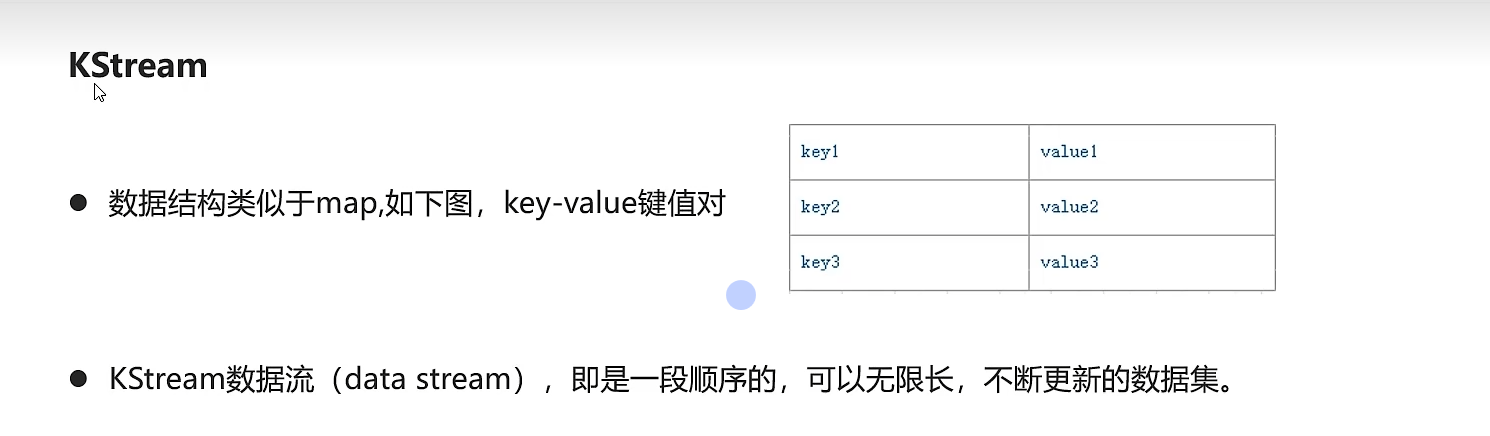 KStream
● 数据结构类似于map,如下图，key-value键值对
key1 value1
key2 value2
key3 value3
● KStream数据流（data stream），即是一段顺序的，可以无限长，不断更新的数据集。